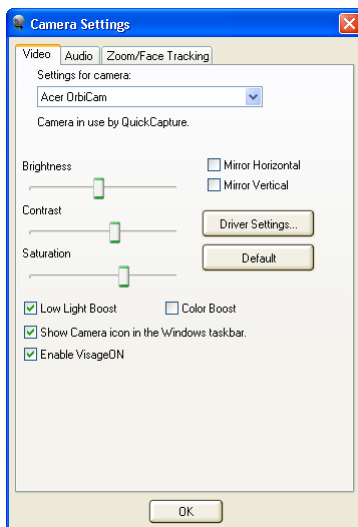 Camera Settings
Video Audio Zoom/Face Tracking
Settings for camera:
Acer OrbiCam
Camera in use by QuickCapture.
Brightness
Mirror Horizontal
Mirror Vertical
Contrast
Driver Settings...
Saturation
Default
Low Light Boost Color Boost
Show Camera icon in the Windows taskbar.
Enable VisageON
OK